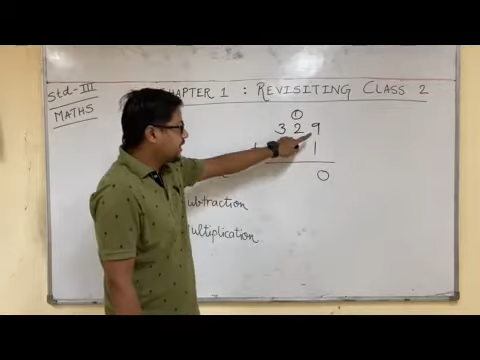 Std-III
MATHS
CHAPTER 1 : REVISITING CLASS 2
1
3 2 9
1
0
ubtraction
ultiplication